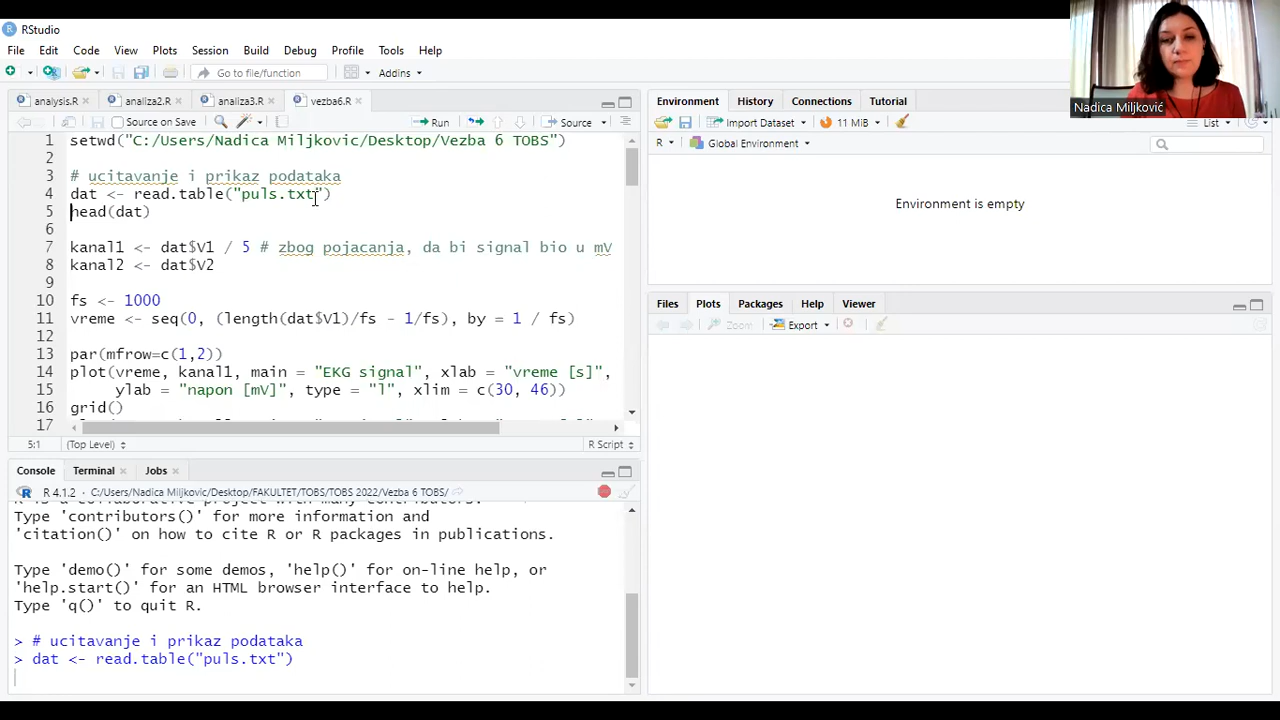 RStudio
File Edit Code View Plots Session Build Debug Profile Tools Help
Go to file/function Addins
analysis.R analiza2.R analiza3.R vezba6.R
Source on Save Run Source
1 setwd("C:/Users/Nadica Miljkovic/Desktop/Vezba 6 TOBS")
2
3 # ucitavanje i prikaz podataka
4 dat <- read.table("puls.txt")
5 head(dat)
6
7 kanal1 <- dat$V1 / 5 # zbog pojacanja, da bi signal bio u mV
8 kanal2 <- dat$V2
9
10 fs <- 1000
11 vreme <- seq(0, (length(dat$V1)/fs - 1/fs), by = 1 / fs)
12
13 par(mfrow=c(1,2))
14 plot(vreme, kanal1, main = "EKG signal", xlab = "vreme [s]",
15 ylab = "napon [mV]", type = "l", xlim = c(30, 46))
16 grid()
17
5:1 (Top Level) R Script
Console Terminal Jobs
R 4.1.2 · C:/Users/Nadica Miljkovic/Desktop/FAKULTET/TOBS/TOBS 2022/Vezba 6 TOBS/
R is a collaborative project with many contributors.
Type 'contributors()' for more information and
'citation()' on how to cite R or R packages in publications.
Type 'demo()' for some demos, 'help()' for on-line help, or
'help.start()' for an HTML browser interface to help.
Type 'q()' to quit R.
> # ucitavanje i prikaz podataka
> dat <- read.table("puls.txt")
Environment History Connections Tutorial
Import Dataset 11 MiB List
R Global Environment
Environment is empty
Files Plots Packages Help Viewer
Zoom Export
Nadica Miljković